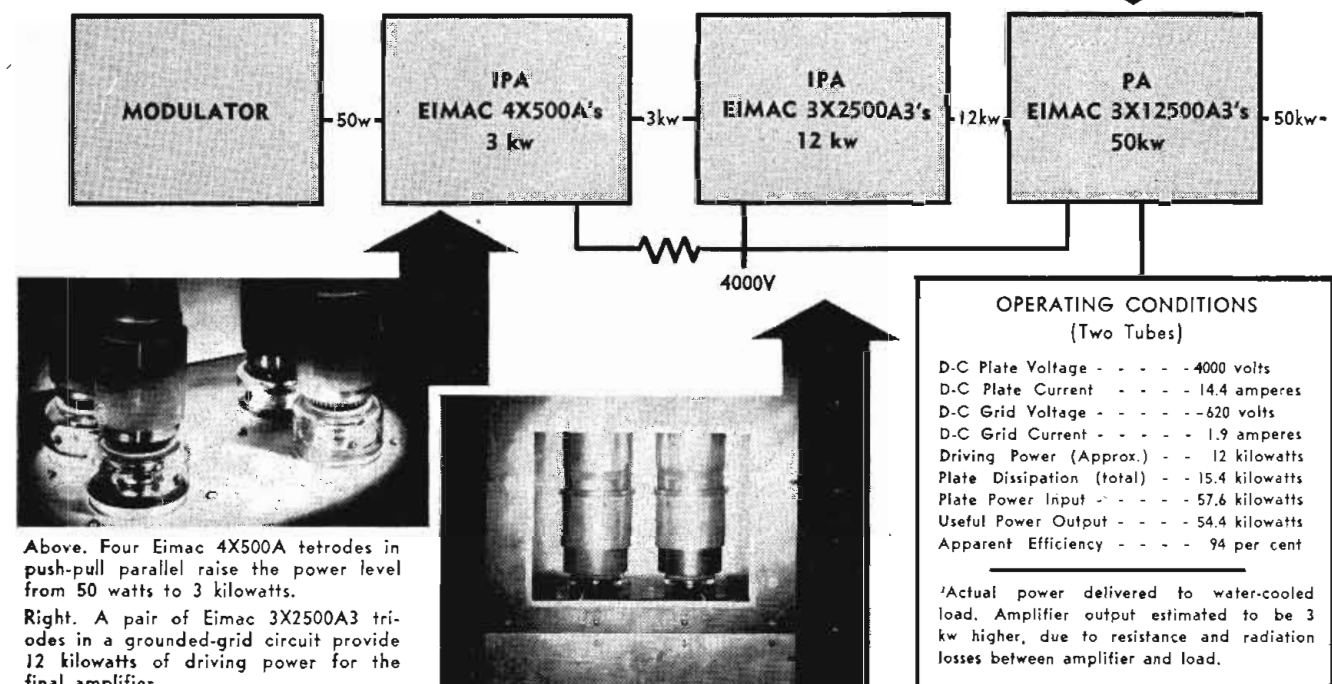 MODULATOR
50w
IPA
EIMAC 4X500A's
3 kw
3kw
IPA
EIMAC 3X2500A3's
12 kw
12kw
PA
EIMAC 3X12500A3's
50kw
50kw
4000V
Above. Four Eimac 4X500A tetrodes in
push-pull parallel raise the power level
from 50 watts to 3 kilowatts.
Right. A pair of Eimac 3X2500A3 tri-
odes in a grounded-grid circuit provide
12 kilowatts of driving power for the
final amplifier
OPERATING CONDITIONS
(Two Tubes)
D-C Plate Voltage - - - - - 4000 volts
D-C Plate Current - - - - 14.4 amperes
D-C Grid Voltage - - - - - -620 volts
D-C Grid Current - - - - - 1.9 amperes
Driving Power (Approx.) - - 12 kilowatts
Plate Dissipation (total) - - 15.4 kilowatts
Plate Power Input - - - - - 57.6 kilowatts
Useful Power Output - - - - 54.4 kilowatts
Apparent Efficiency - - - - 94 per cent
¹Actual power delivered to water-cooled
load. Amplifier output estimated to be 3
kw higher, due to resistance and radiation
losses between amplifier and load.